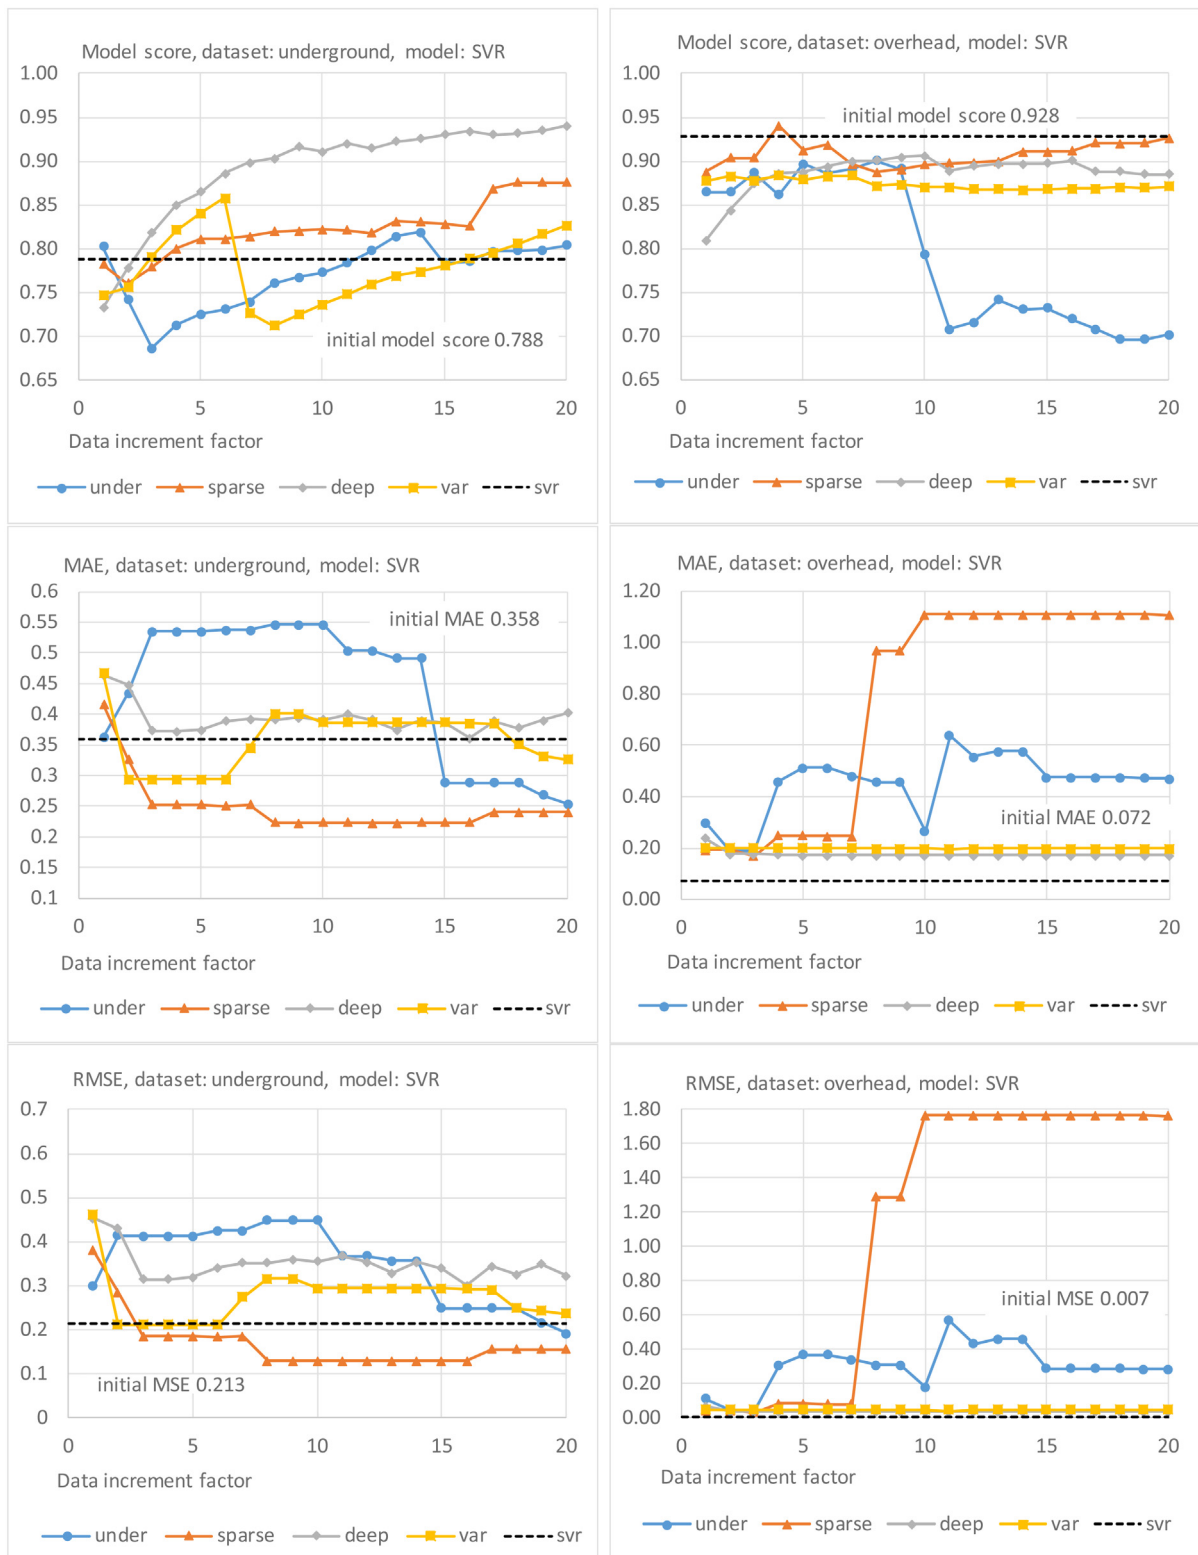 Model score, dataset: underground, model: SVR
1.00
0.95
0.90
0.85
0.80
0.75
0.70
0.65
initial model score 0.788
0 5 10 15 20
Data increment factor
under sparse deep var svr
Model score, dataset: overhead, model: SVR
1.00
0.95
0.90
0.85
0.80
0.75
0.70
0.65
initial model score 0.928
0 5 10 15 20
Data increment factor
under sparse deep var svr
MAE, dataset: underground, model: SVR
0.6
0.55
0.5
0.45
0.4
0.35
0.3
0.25
0.2
0.1
initial MAE 0.358
0 5 10 15 20
Data increment factor
under sparse deep var svr
MAE, dataset: overhead, model: SVR
1.20
1.00
0.80
0.60
0.40
0.20
0.00
initial MAE 0.072
0 5 10 15 20
Data increment factor
under sparse deep var svr
RMSE, dataset: underground, model: SVR
0.7
0.5
0.4
0.3
0.2
0.1
0
initial MSE 0.213
0 5 10 15 20
Data increment factor
under sparse deep var svr
RMSE, dataset: overhead, model: SVR
1.80
1.60
1.40
1.20
1.00
0.80
0.60
0.40
0.20
0.00
initial MSE 0.007
0 5 10 15 20
Data increment factor
under sparse deep var svr